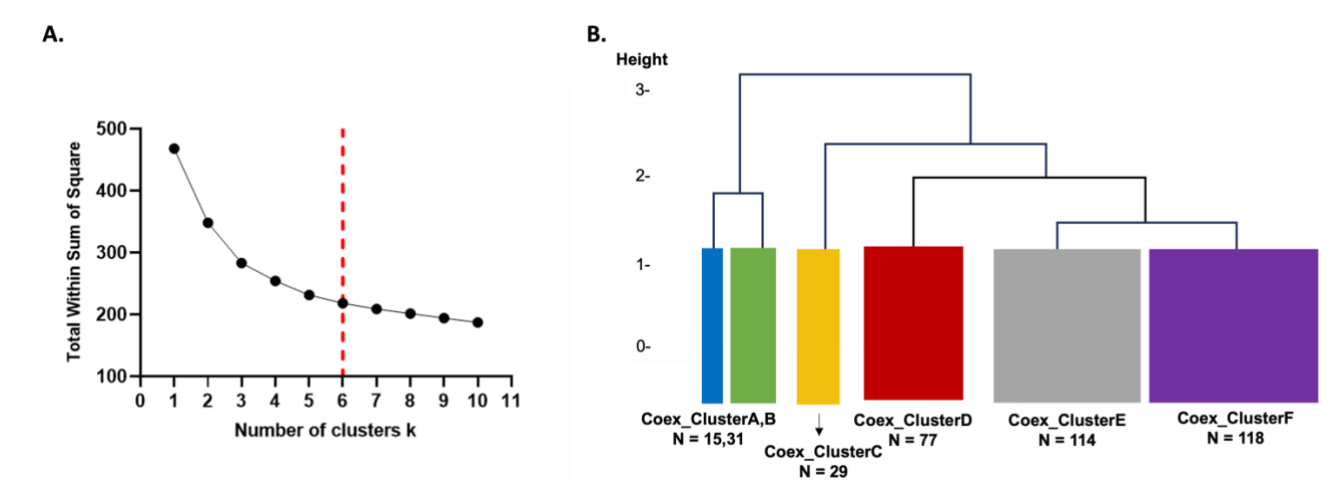 A.
Total Within Sum of Square
500
400
300
200
100
0 1 2 3 4 5 6 7 8 9 10 11
Number of clusters k
B.
Height
3-
2-
1-
0-
Coex_ClusterA,B
N = 15,31
Coex_ClusterC
N = 29
Coex_ClusterD
N = 77
Coex_ClusterE
N = 114
Coex_ClusterF
N = 118